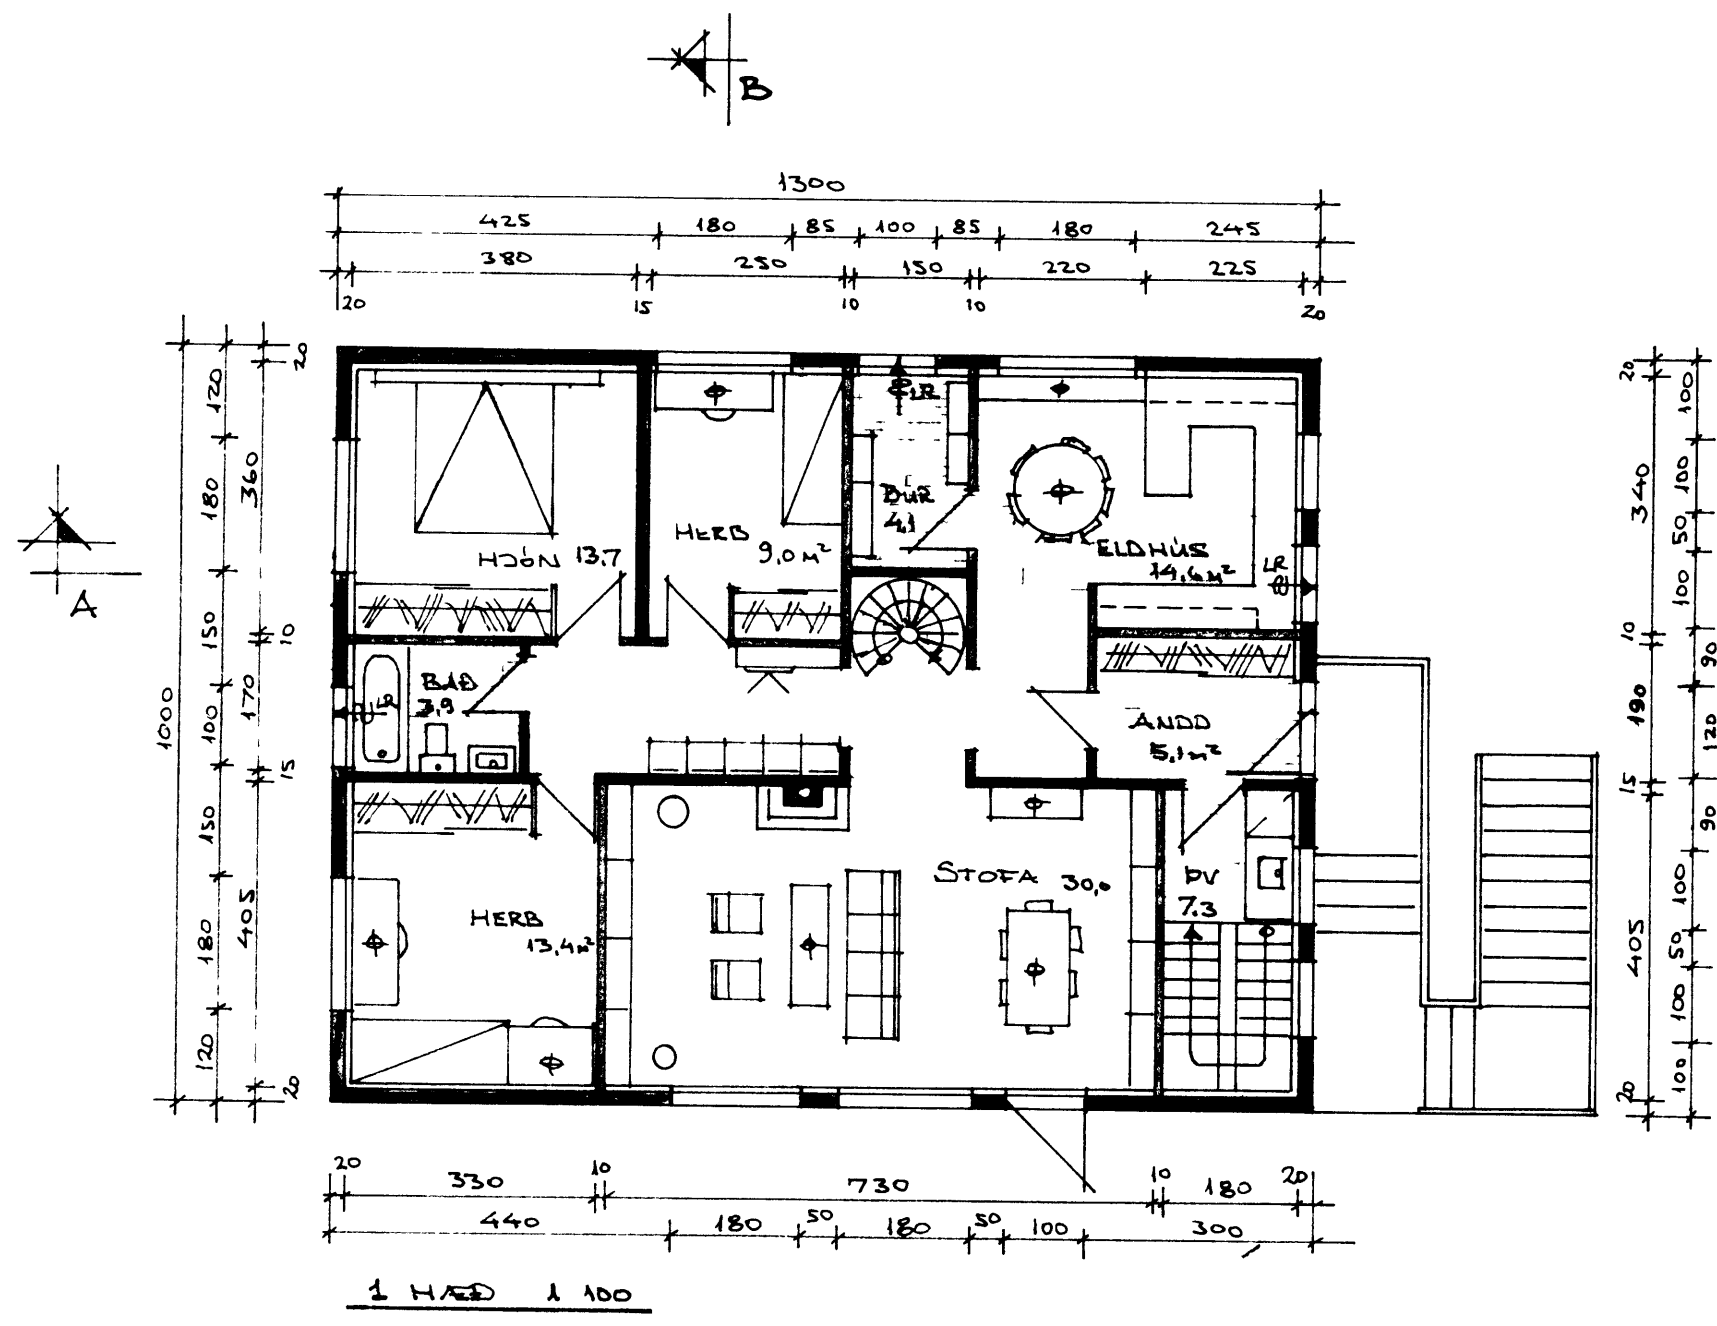 B
1300
425 180 85 100 85 180 245
380 250 150 220 225
20 15 10 10 20
A
1000
120 180 150 100 150 180 120
20 360 10 170 15 405 20
20 340 10 190 15 405 20
100 100 50 100 90 120 90 100 50 100 100
HJÓN 13.7
HERB
9,0 M²
LR
BÚR
4,1
ELDHÚS
14,4 M²
LR
BAÐ
3,9
LR
ANDD
5,1 M²
HERB
13,4 M²
STOFA 30,0
ÞV
7.3
20 330 10 730 10 180 20
440 180 50 180 50 100 300
1 HÆÐ 1 100